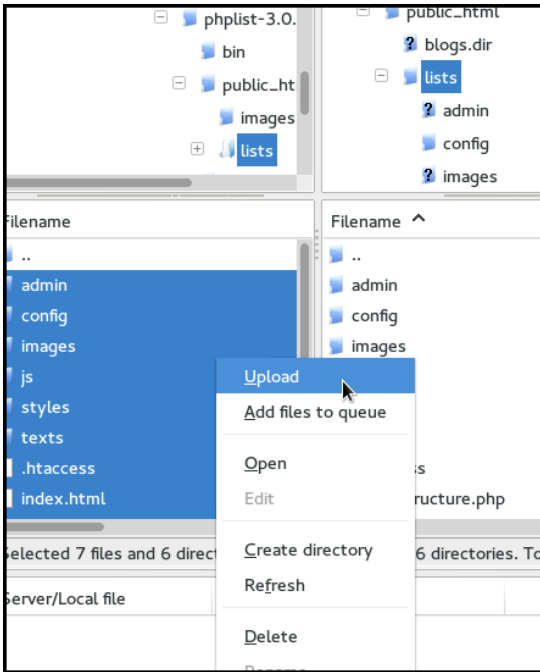 phplist-3.0.
bin
public_ht
images
lists
public_html
blogs.dir
lists
admin
config
images
Filename
..
admin
config
images
js
styles
texts
.htaccess
index.html
Selected 7 files and 6 direct
Server/Local file
Filename
..
admin
config
images
ss
ructure.php
6 directories. To
Upload
Add files to queue
Open
Edit
Create directory
Refresh
Delete
Rename